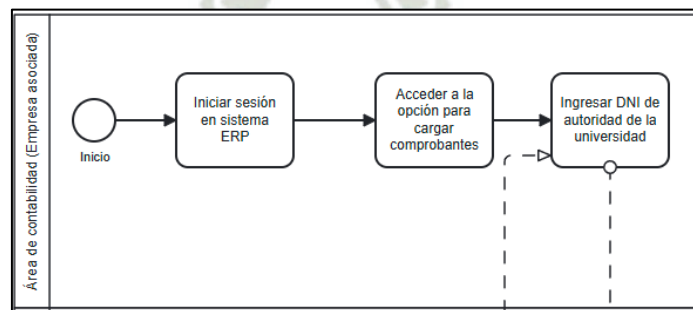 Área de contabilidad (Empresa asociada)
Inicio
Iniciar sesión
en sistema
ERP
Acceder a la
opción para
cargar
comprobantes
Ingresar DNI de
autoridad de la
universidad